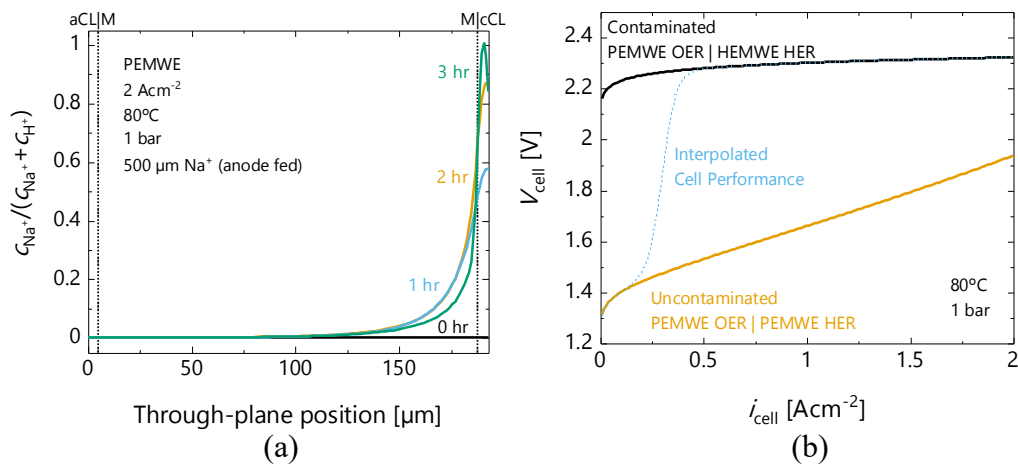 aCL|M
M|cCL
1
0.8
0.6
0.4
0.2
0
c_Na⁺/(c_Na⁺+c_H⁺)
PEMWE
2 Acm⁻²
80ºC
1 bar
500 μm Na⁺ (anode fed)
3 hr
2 hr
1 hr
0 hr
0 50 100 150
Through-plane position [μm]
(a)
2.4
2.2
2.0
1.8
1.6
1.4
1.2
V_cell [V]
Contaminated
PEMWE OER | HEMWE HER
Interpolated
Cell Performance
Uncontaminated
PEMWE OER | PEMWE HER
80ºC
1 bar
0 0.5 1 1.5 2
i_cell [Acm⁻²]
(b)